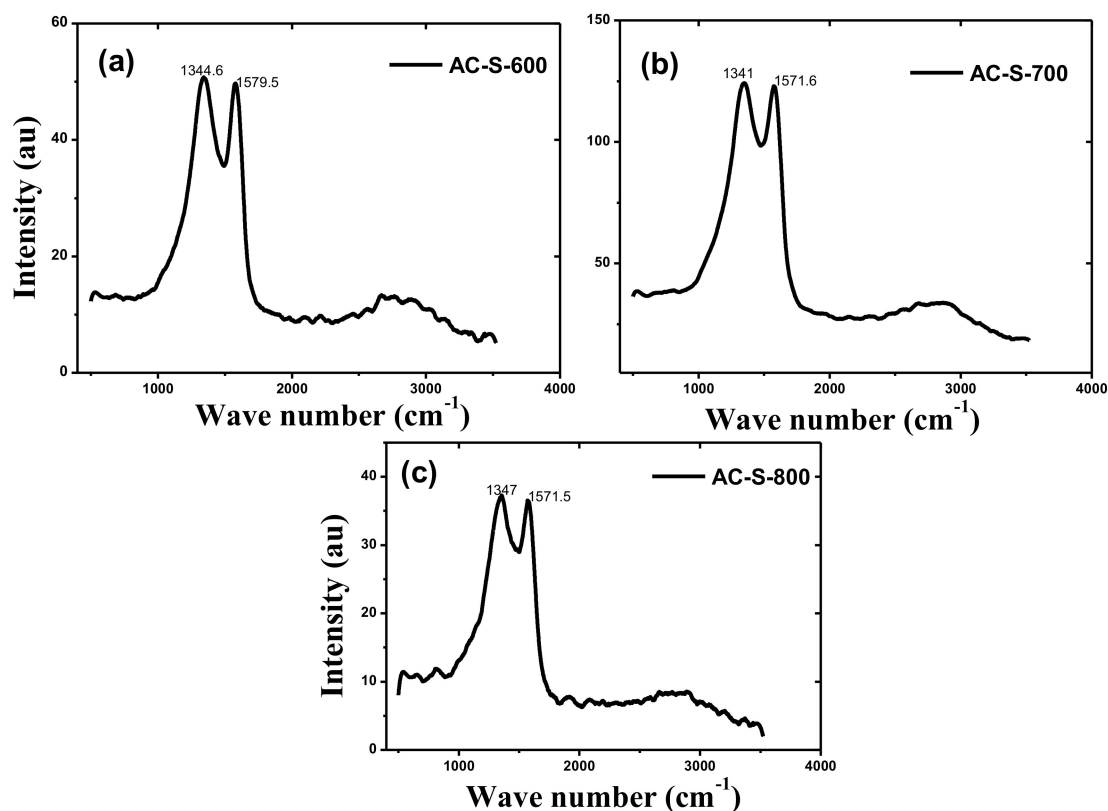 (a)
AC-S-600
1344.6
1579.5
60
40
20
0
1000
2000
3000
4000
Intensity (au)
Wave number (cm⁻¹)
(b)
AC-S-700
1341
1571.6
150
100
50
1000
2000
3000
4000
Wave number (cm⁻¹)
(c)
AC-S-800
1347
1571.5
40
30
20
10
0
1000
2000
3000
4000
Intensity (au)
Wave number (cm⁻¹)